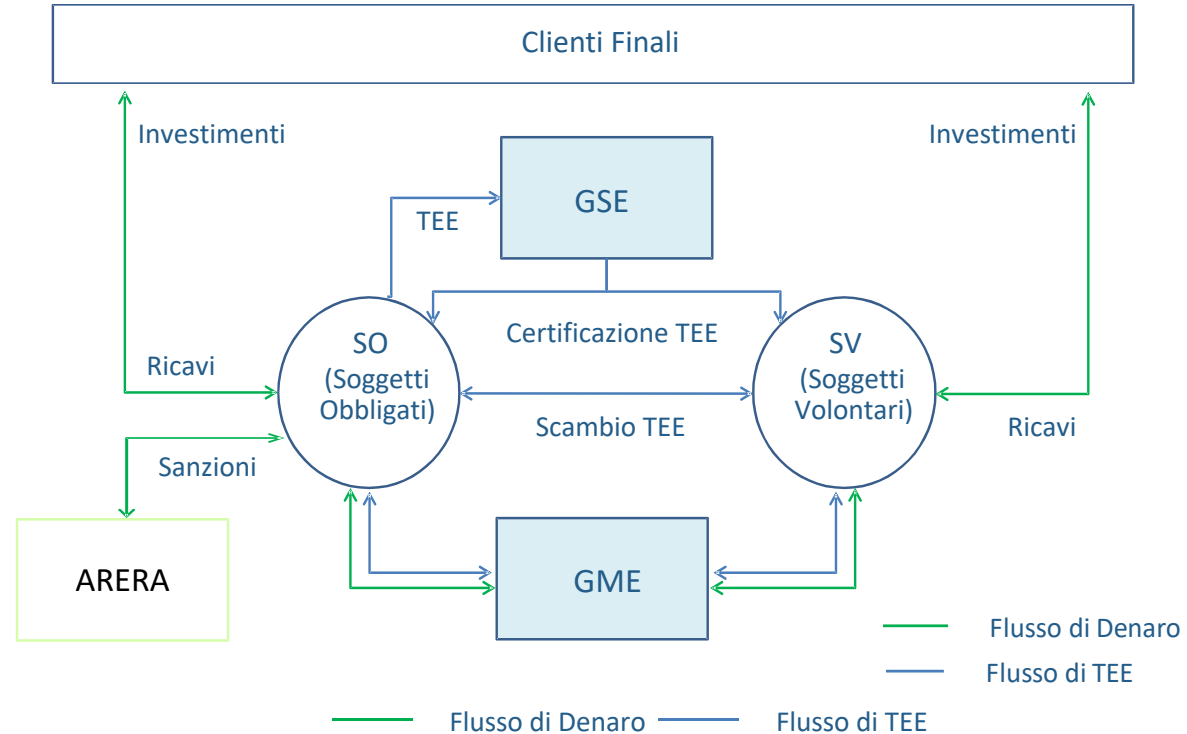 Clienti Finali
Investimenti
Investimenti
GSE
TEE
Certificazione TEE
SO
(Soggetti
Obbligati)
SV
(Soggetti
Volontari)
Ricavi
Scambio TEE
Ricavi
Sanzioni
ARERA
GME
Flusso di Denaro
Flusso di TEE
Flusso di Denaro
Flusso di TEE